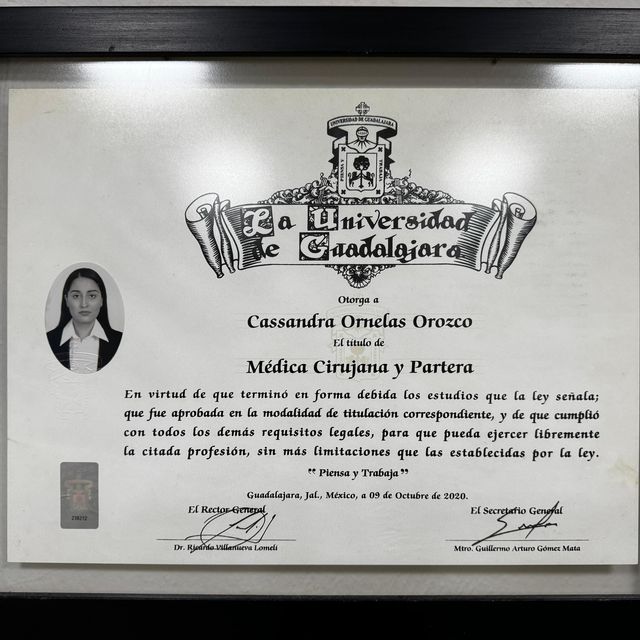 UNIVERSIDAD DE GUADALAJARA
PIENSA Y TRABAJA
La Universidad
de Guadalajara
Otorga a
Cassandra Ornelas Orozco
El título de
Médica Cirujana y Partera
En virtud de que terminó en forma debida los estudios que la ley señala;
que fue aprobada en la modalidad de titulación correspondiente, y de que cumplió
con todos los demás requisitos legales, para que pueda ejercer libremente
la citada profesión, sin más limitaciones que las establecidas por la ley.
"Piensa y Trabaja"
Guadalajara, Jal., México, a 09 de Octubre de 2020.
El Rector General
El Secretario General
Dr. Ricardo Villanueva Lomelí
Mtro. Guillermo Arturo Gómez Mata